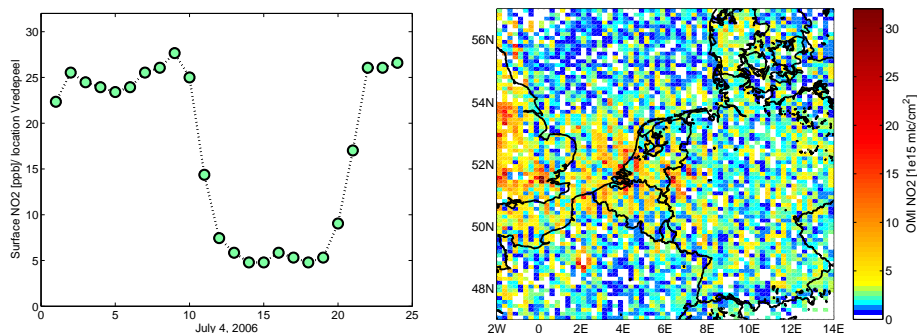 Surface NO2 [ppb]/ location Vredepeel
30
25
20
15
10
5
0
0 5 10 15 20 25
July 4, 2006
56N
54N
52N
50N
48N
2W 0 2E 4E 6E 8E 10E 12E 14E
30
25
20
15
10
5
0
OMI NO2 [1e15 mlc/cm²]